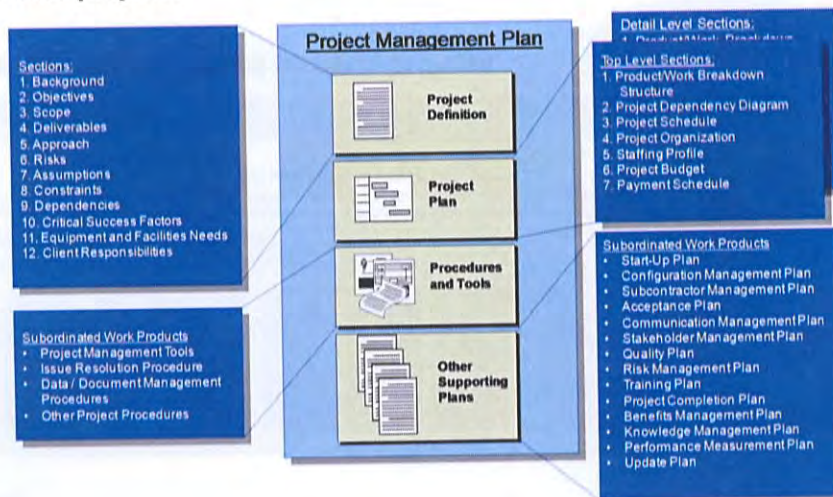 Project Management Plan
Sections:
1. Background
2. Objectives
3. Scope
4. Deliverables
5. Approach
6. Risks
7. Assumptions
8. Constraints
9. Dependencies
10. Critical Success Factors
11. Equipment and Facilities Needs
12. Client Responsibilities
Subordinated Work Products
• Project Management Tools
• Issue Resolution Procedure
• Data / Document Management
Procedures
• Other Project Procedures
Project
Definition
Project
Plan
Procedures
and Tools
Other
Supporting
Plans
Detail Level Sections:
1. Product/Work Breakdown
Top Level Sections:
1. Product/Work Breakdown
Structure
2. Project Dependency Diagram
3. Project Schedule
4. Project Organization
5. Staffing Profile
6. Project Budget
7. Payment Schedule
Subordinated Work Products
• Start-Up Plan
• Configuration Management Plan
• Subcontractor Management Plan
• Acceptance Plan
• Communication Management Plan
• Stakeholder Management Plan
• Quality Plan
• Risk Management Plan
• Training Plan
• Project Completion Plan
• Benefits Management Plan
• Knowledge Management Plan
• Performance Measurement Plan
• Update Plan